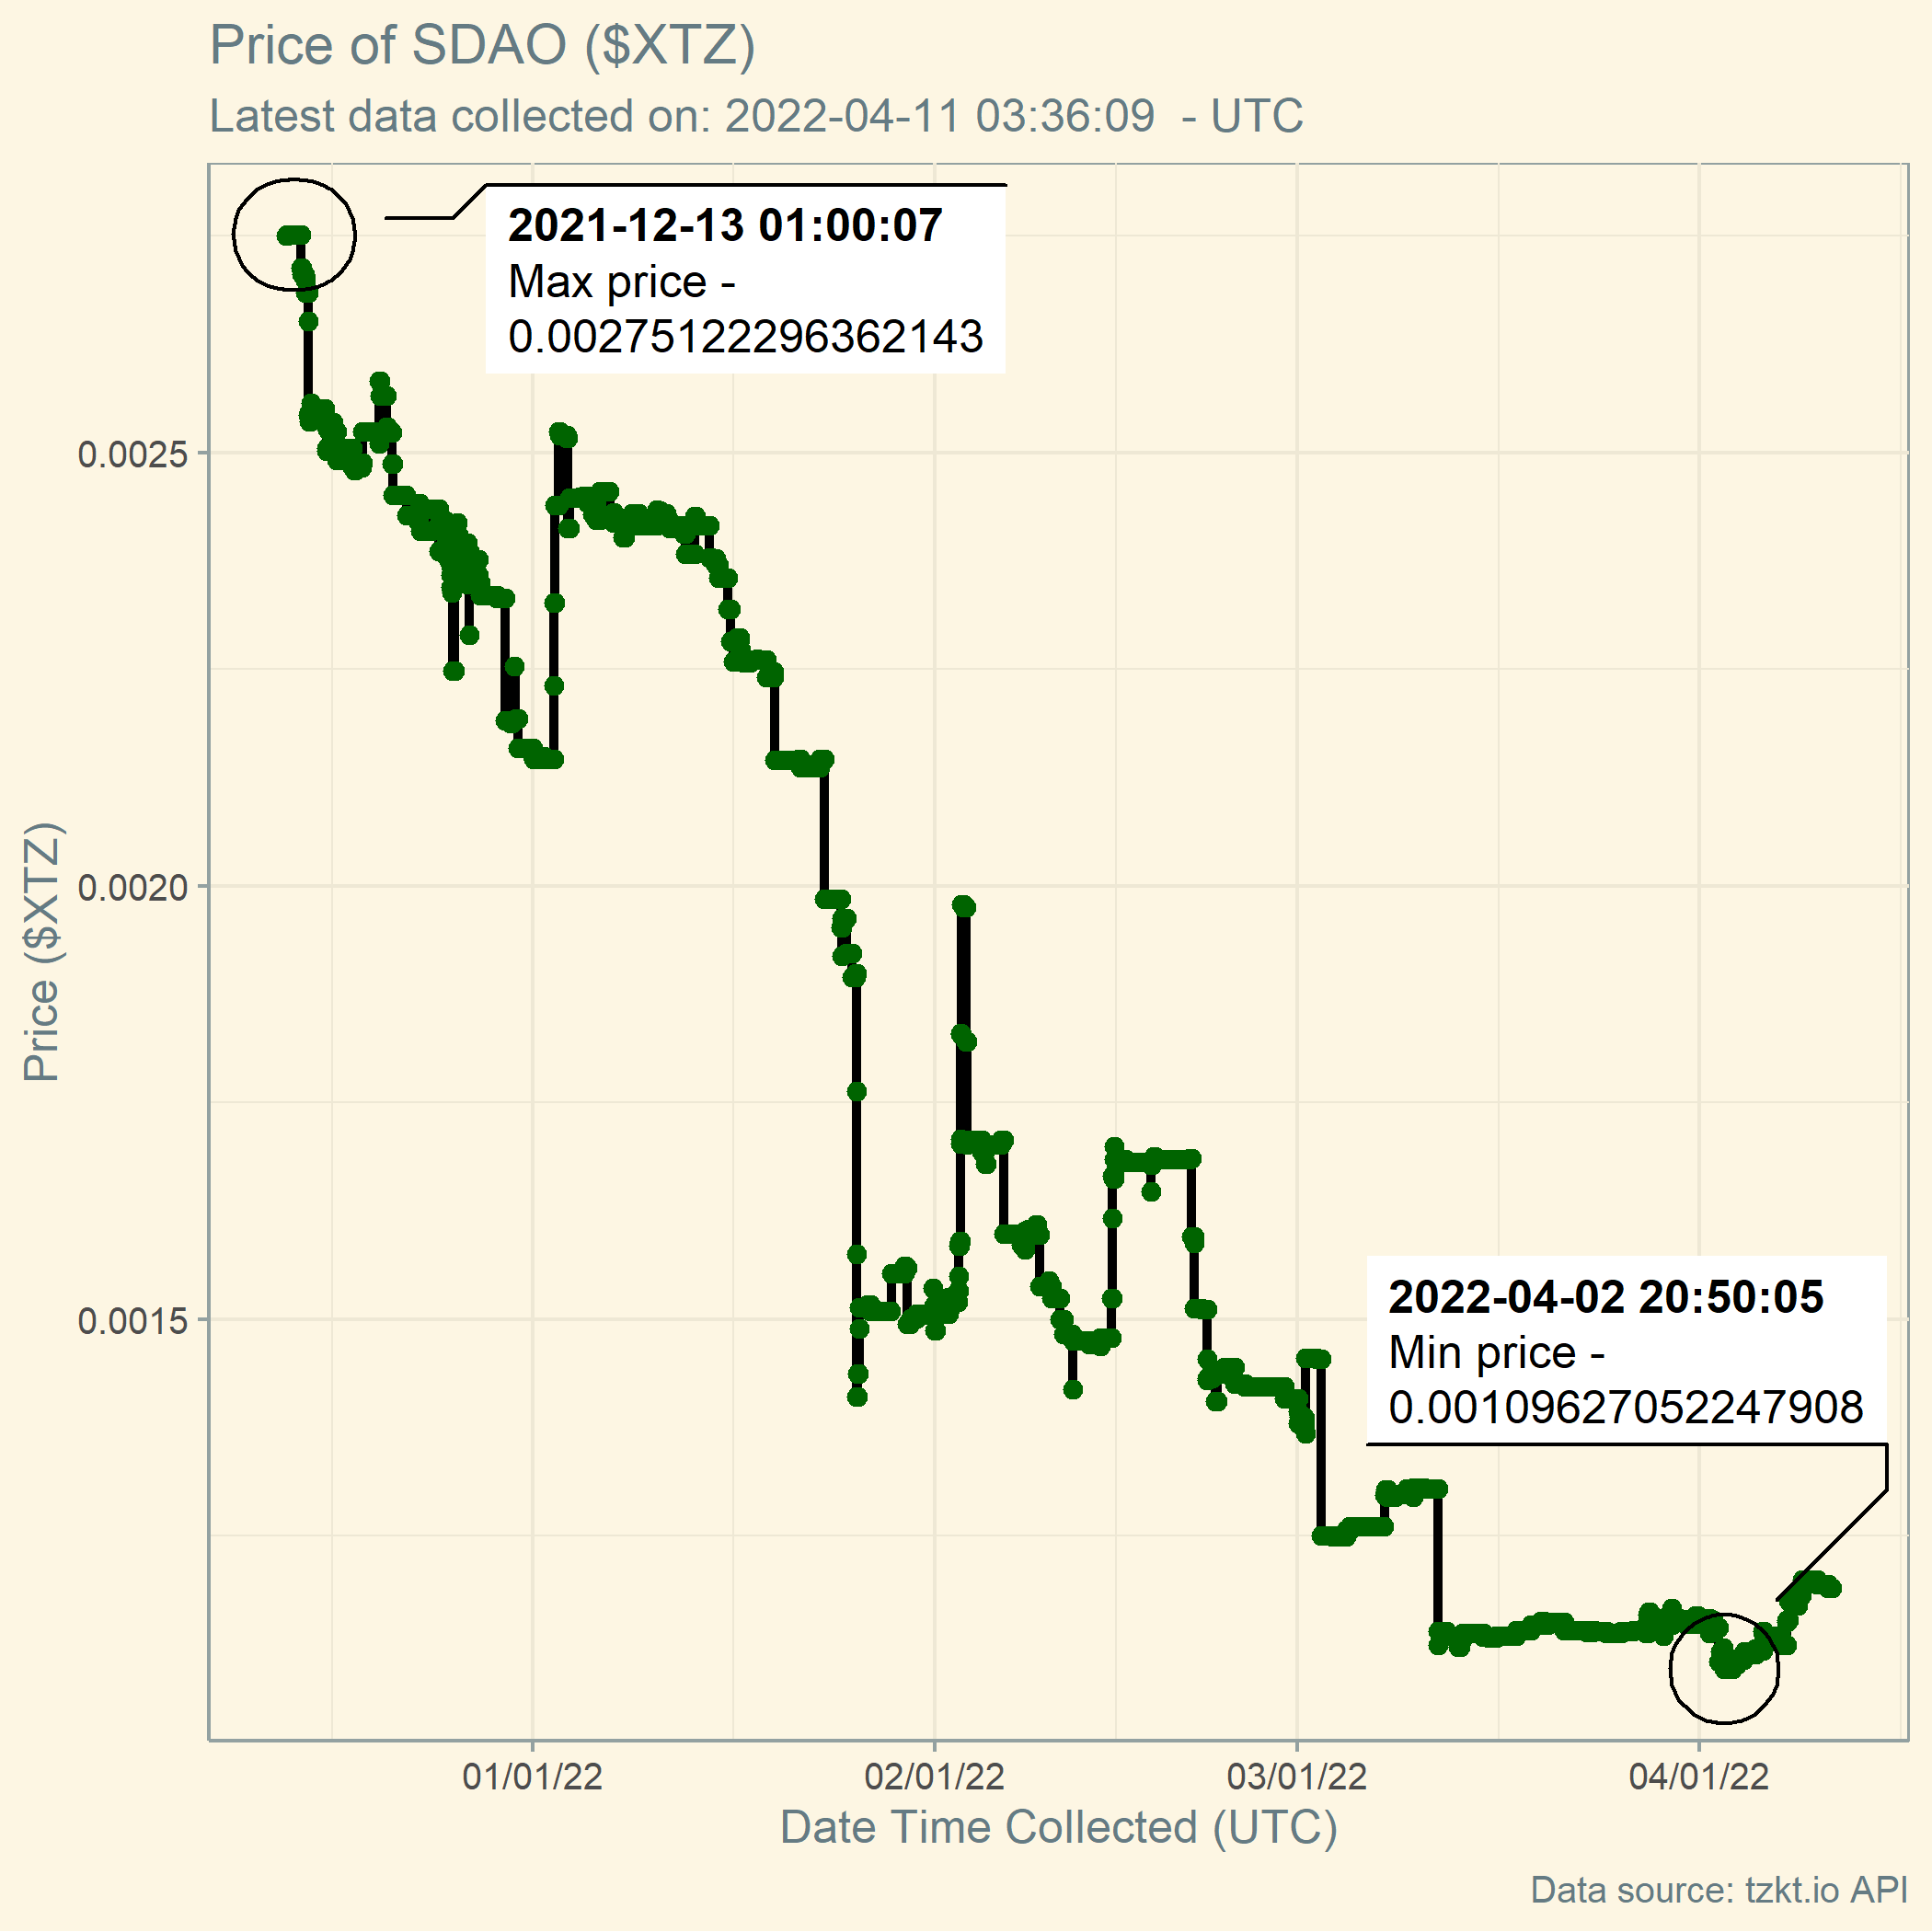 Price of SDAO ($XTZ)
Latest data collected on: 2022-04-11 03:36:09  - UTC
2021-12-13 01:00:07
Max price -
0.00275122296362143
0.0025
0.0020
0.0015
Price ($XTZ)
2022-04-02 20:50:05
Min price -
0.00109627052247908
01/01/22
02/01/22
03/01/22
04/01/22
Date Time Collected (UTC)
Data source: tzkt.io API